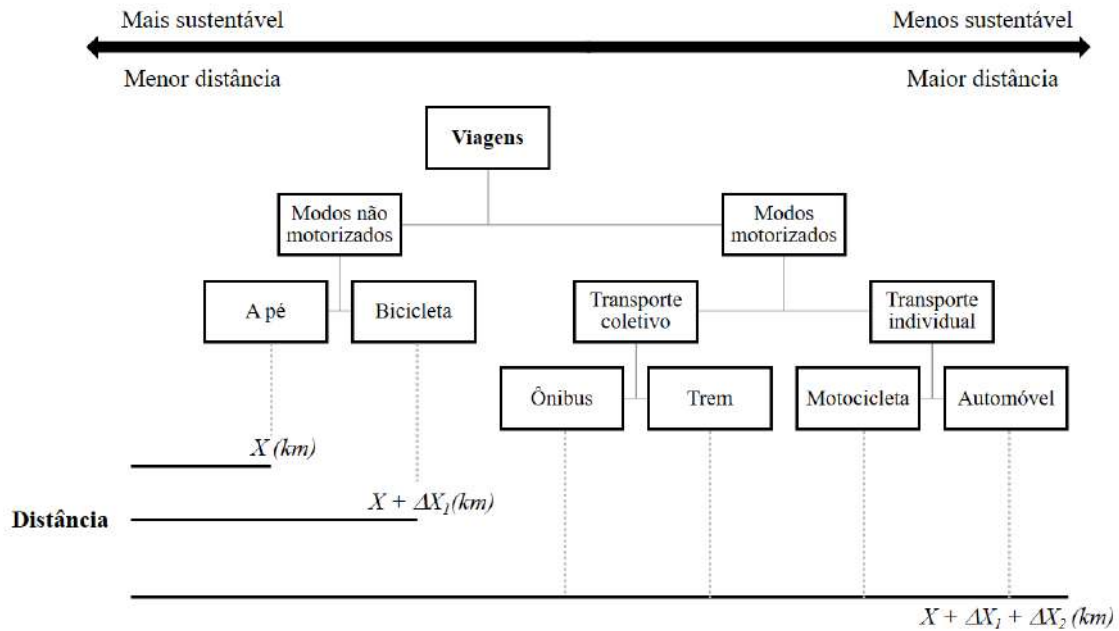 Mais sustentável
Menos sustentável
Menor distância
Maior distância
Viagens
Modos não
motorizados
Modos
motorizados
A pé
Bicicleta
Transporte
coletivo
Transporte
individual
Ônibus
Trem
Motocicleta
Automóvel
X (km)
X + ΔX₁(km)
Distância
X + ΔX₁ + ΔX₂ (km)